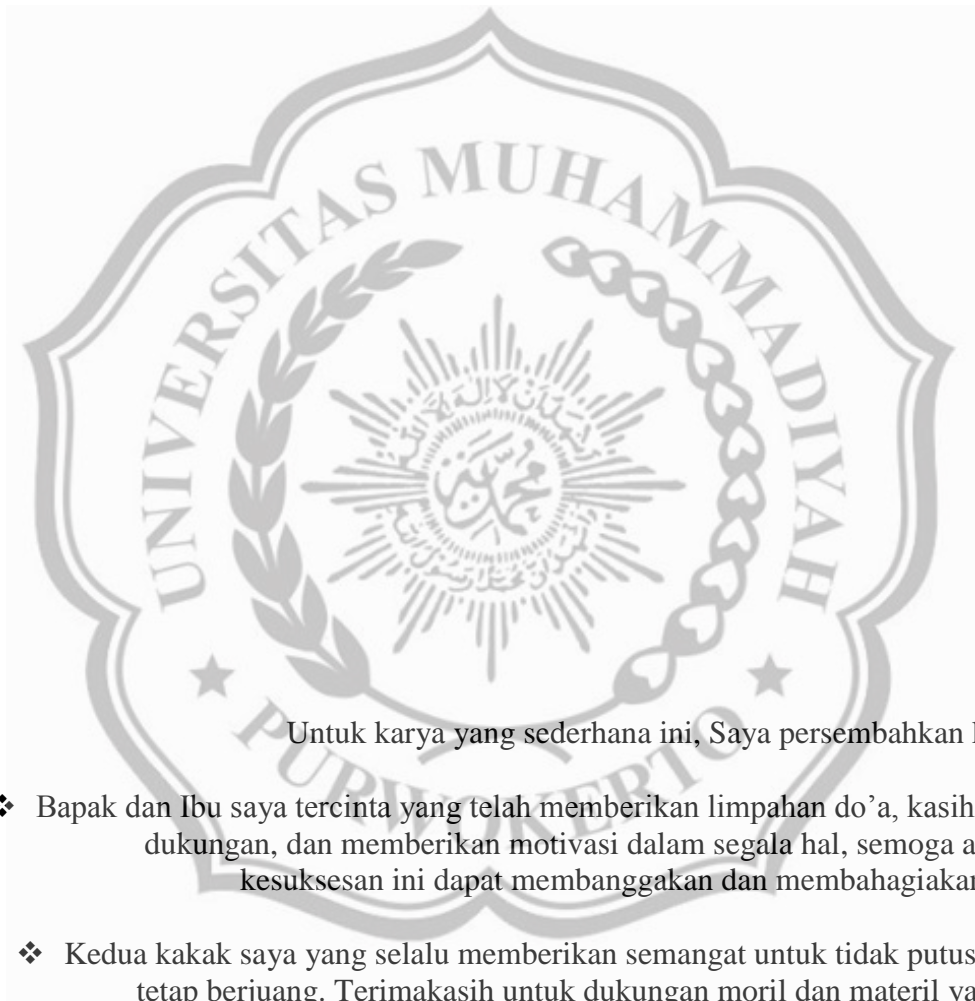 UNIVERSITAS MUHAMMADIYAH
PURWOKERTO
Untuk karya yang sederhana ini, Saya persembahkan
❖ Bapak dan Ibu saya tercinta yang telah memberikan limpahan do’a, kasih
dukungan, dan memberikan motivasi dalam segala hal, semoga
kesuksesan ini dapat membanggakan dan membahagiakan
❖ Kedua kakak saya yang selalu memberikan semangat untuk tidak putus
tetap berjuang. Terimakasih untuk dukungan moril dan materil